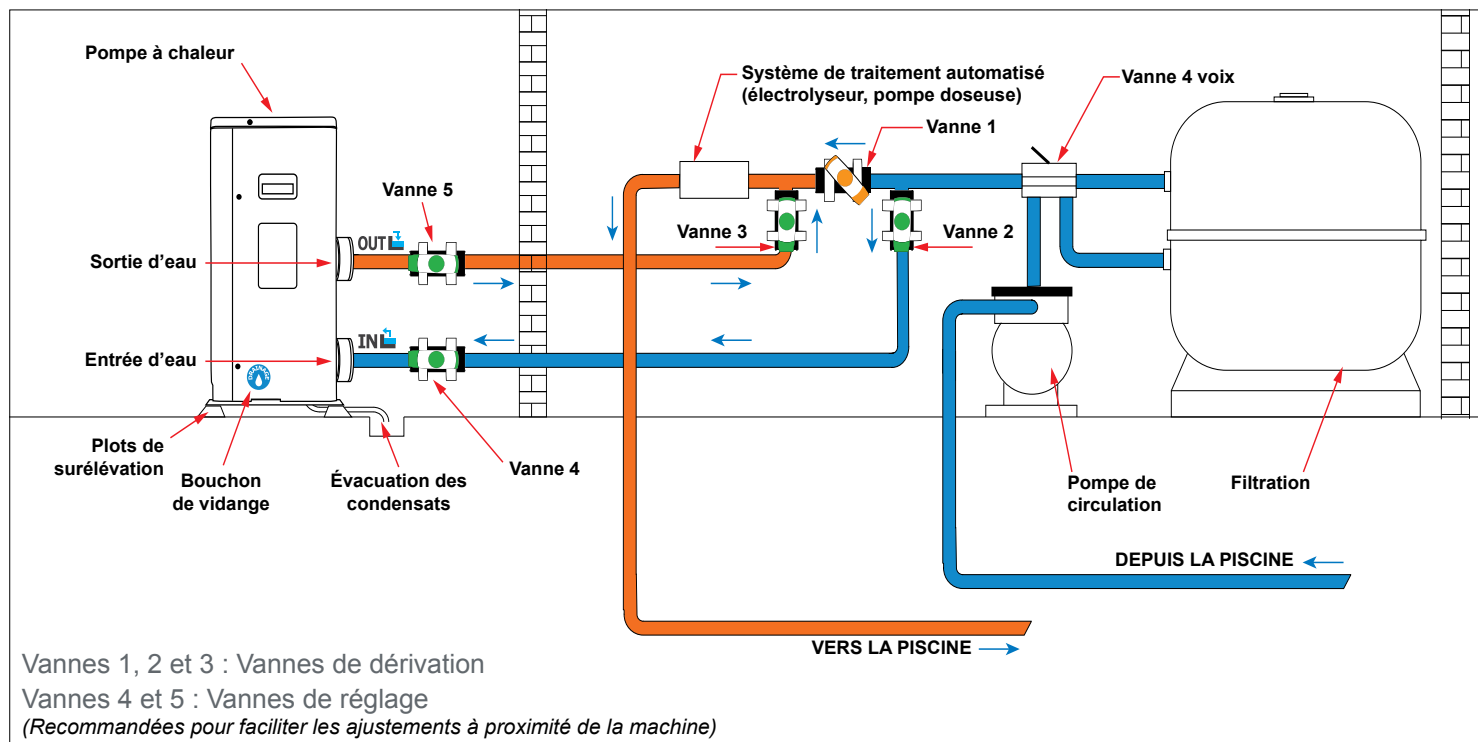 Pompe à chaleur
Système de traitement automatisé
(électrolyseur, pompe doseuse)
Vanne 4 voix
Vanne 1
Vanne 5
OUT
Vanne 3
Vanne 2
Sortie d'eau
IN
Entrée d'eau
Plots de
surélévation
Bouchon
de vidange
Évacuation des
condensats
Vanne 4
Pompe de
circulation
Filtration
DEPUIS LA PISCINE
VERS LA PISCINE
Vannes 1, 2 et 3 : Vannes de dérivation
Vannes 4 et 5 : Vannes de réglage
(Recommandées pour faciliter les ajustements à proximité de la machine)